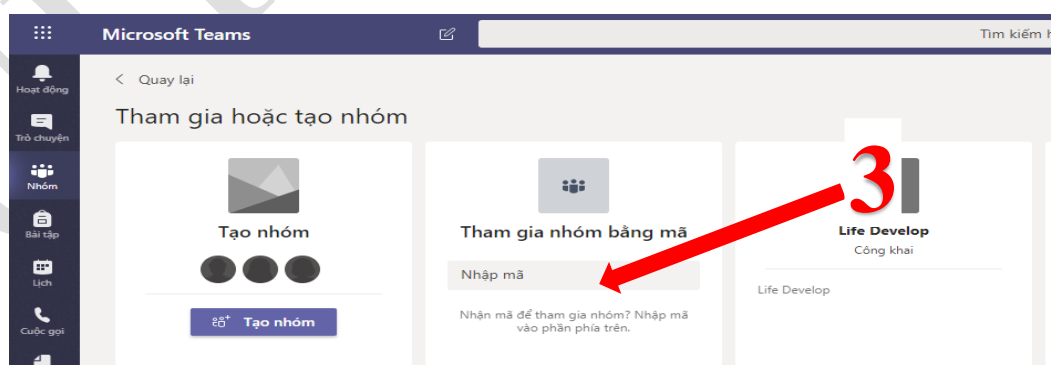 Microsoft Teams
Tìm kiếm h
Hoạt động
Trò chuyện
Nhóm
Bài tập
Lịch
Cuộc gọi
Quay lại
Tham gia hoặc tạo nhóm
Tạo nhóm
Tạo nhóm
Tham gia nhóm bằng mã
Nhập mã
Nhận mã để tham gia nhóm? Nhập mã
vào phần phía trên.
3
Life Develop
Công khai
Life Develop